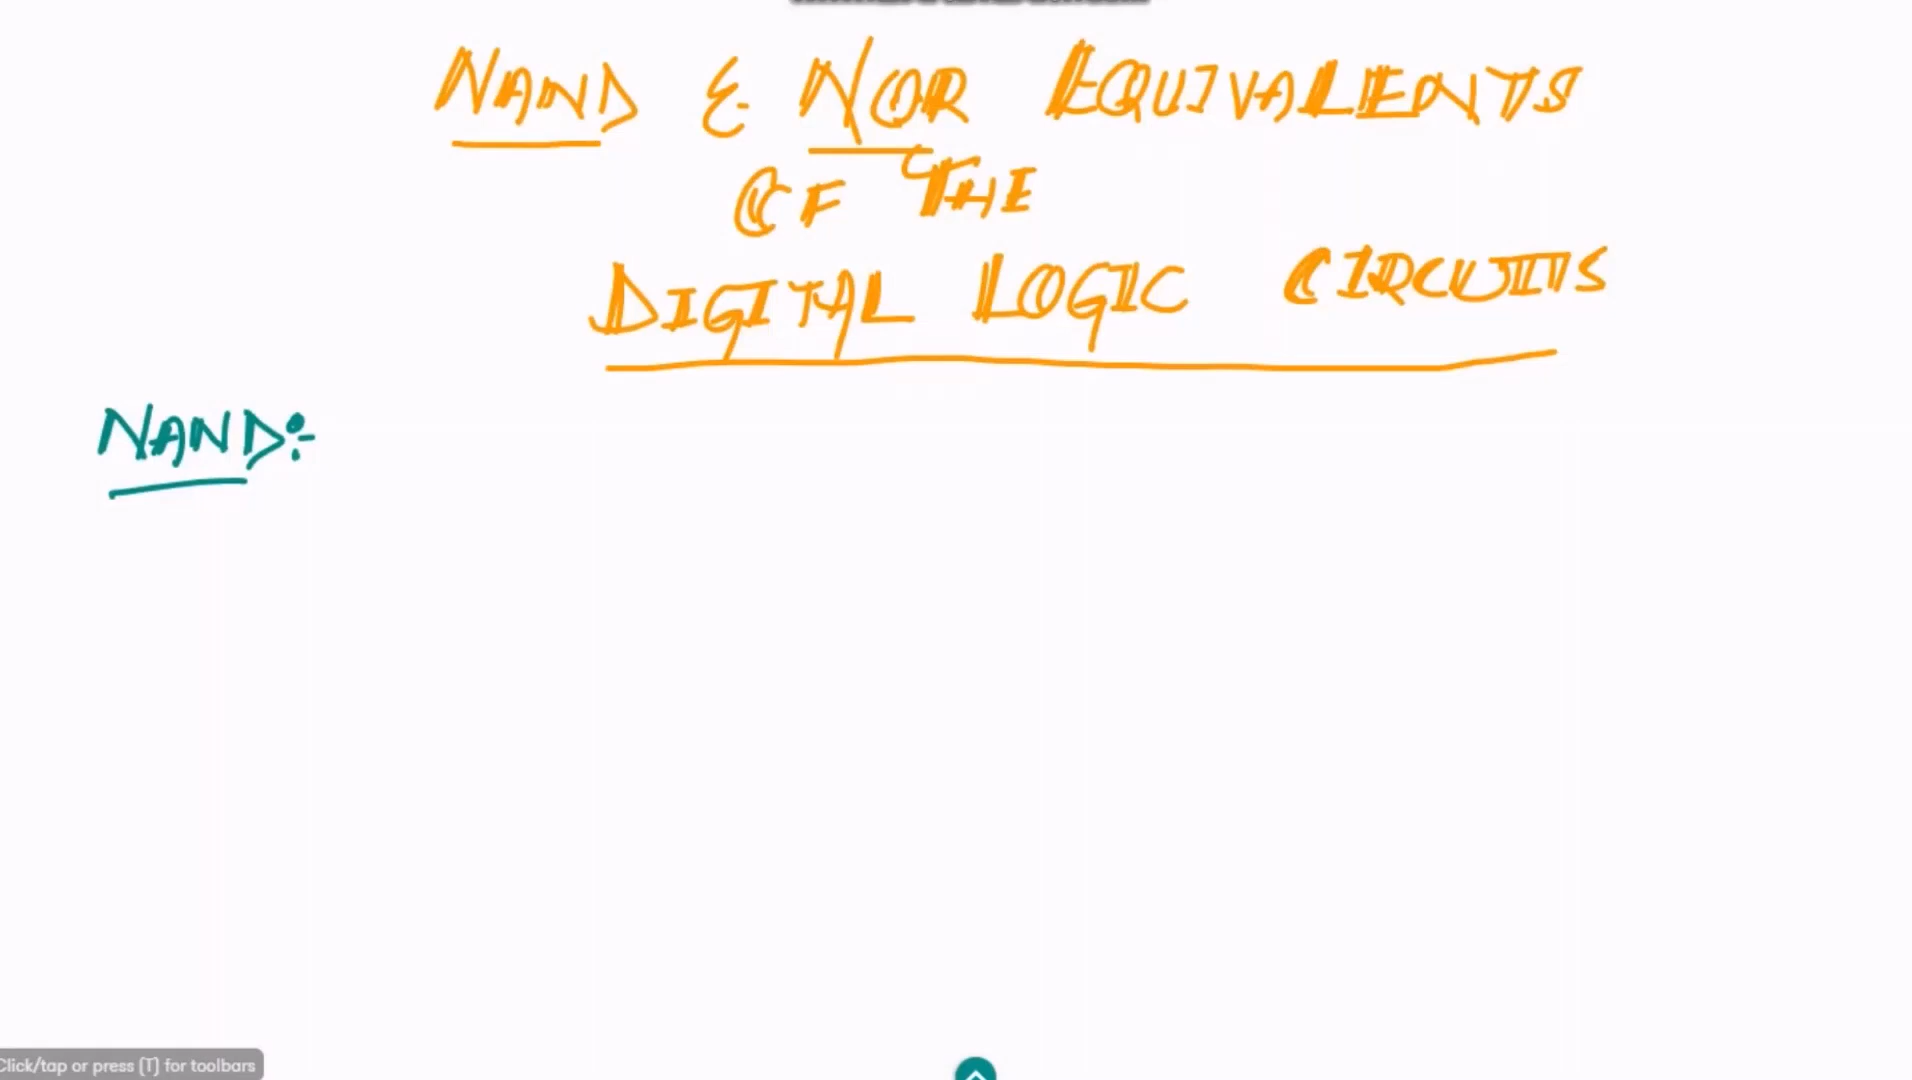 NAND & NOR EQUIVALENTS
OF THE
DIGITAL LOGIC CIRCUITS
NAND:-
Click/tap or press (T) for toolbars